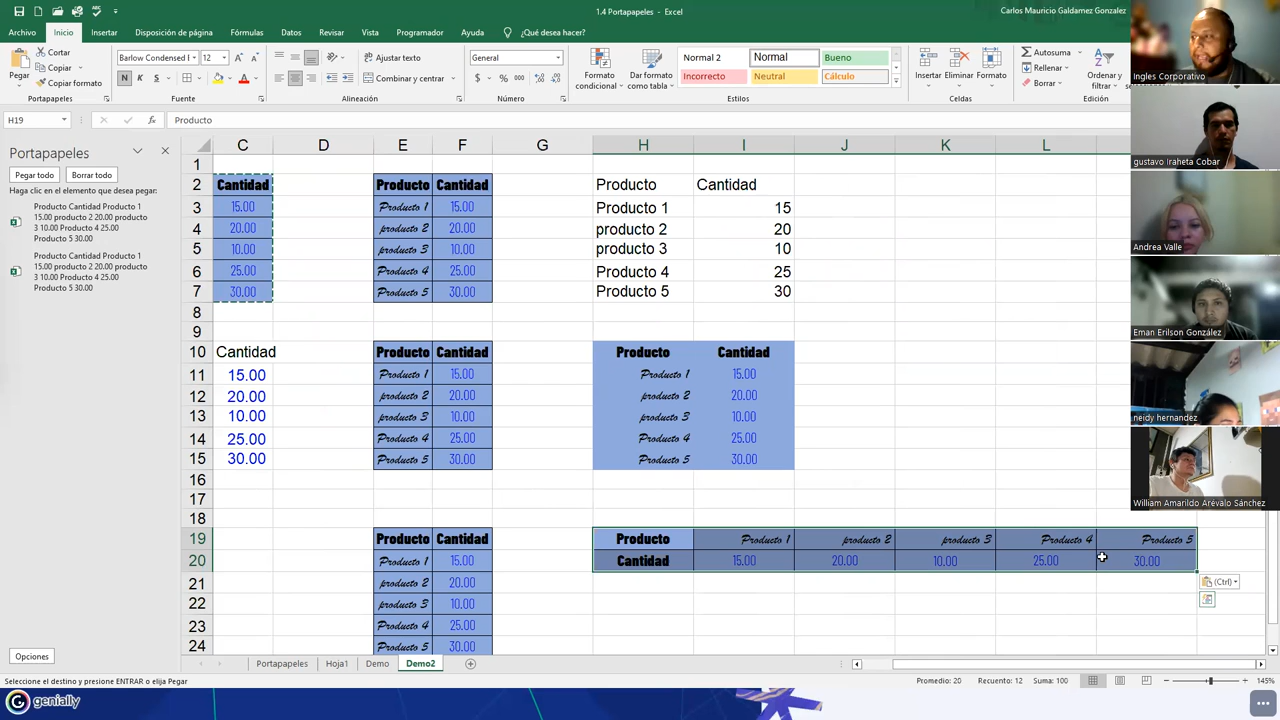 1.4 Portapapeles - Excel
Carlos Mauricio Galdamez Gonzalez
Archivo Inicio Insertar Disposición de página Fórmulas Datos Revisar Vista Programador Ayuda ¿Qué desea hacer?
Pegar
Cortar
Copiar
Copiar formato
Portapapeles
Barlow Condensed I 12
N K S
Fuente
Ajustar texto
Combinar y centrar
Alineación
General
$ % 000
Número
Formato condicional
Dar formato como tabla
Normal 2 Normal Bueno
Incorrecto Neutral Cálculo
Estilos
Insertar Eliminar Formato
Celdas
Autosuma
Rellenar
Borrar
Ordenar y
filtrar
Edición
H19
fx
Producto
Portapapeles
Pegar todo Borrar todo
Haga clic en el elemento que desea pegar:
Producto Cantidad Producto 1
15.00 producto 2 20.00 producto
3 10.00 Producto 4 25.00
Producto 5 30.00
Producto Cantidad Producto 1
15.00 producto 2 20.00 producto
3 10.00 Producto 4 25.00
Producto 5 30.00
Opciones
C D E F G H I J K L
1
2 Cantidad Producto Cantidad Producto Cantidad
3 15.00 Producto 1 15.00 Producto 1 15
4 20.00 producto 2 20.00 producto 2 20
5 10.00 producto 3 10.00 producto 3 10
6 25.00 Producto 4 25.00 Producto 4 25
7 30.00 Producto 5 30.00 Producto 5 30
8
9
10 Cantidad Producto Cantidad Producto Cantidad
11 15.00 Producto 1 15.00 Producto 1 15.00
12 20.00 producto 2 20.00 producto 2 20.00
13 10.00 producto 3 10.00 producto 3 10.00
14 25.00 Producto 4 25.00 Producto 4 25.00
15 30.00 Producto 5 30.00 Producto 5 30.00
16
17
18
19 Producto Cantidad Producto Producto 1 producto 2 producto 3 Producto 4 Producto 5
20 Producto 1 15.00 Cantidad 15.00 20.00 10.00 25.00 30.00
21 producto 2 20.00
22 producto 3 10.00
23 Producto 4 25.00
24 Producto 5 30.00
(Ctrl)
Portapapeles Hoja1 Demo Demo2
Seleccione el destino y presione ENTRAR o elija Pegar
Promedio: 20 Recuento: 12 Suma: 100
145%
genially
Ingles Corporativo
gustavo Iraheta Cobar
Andrea Valle
Eman Erilson González
neidy hernandez
William Amarildo Arévalo Sánchez